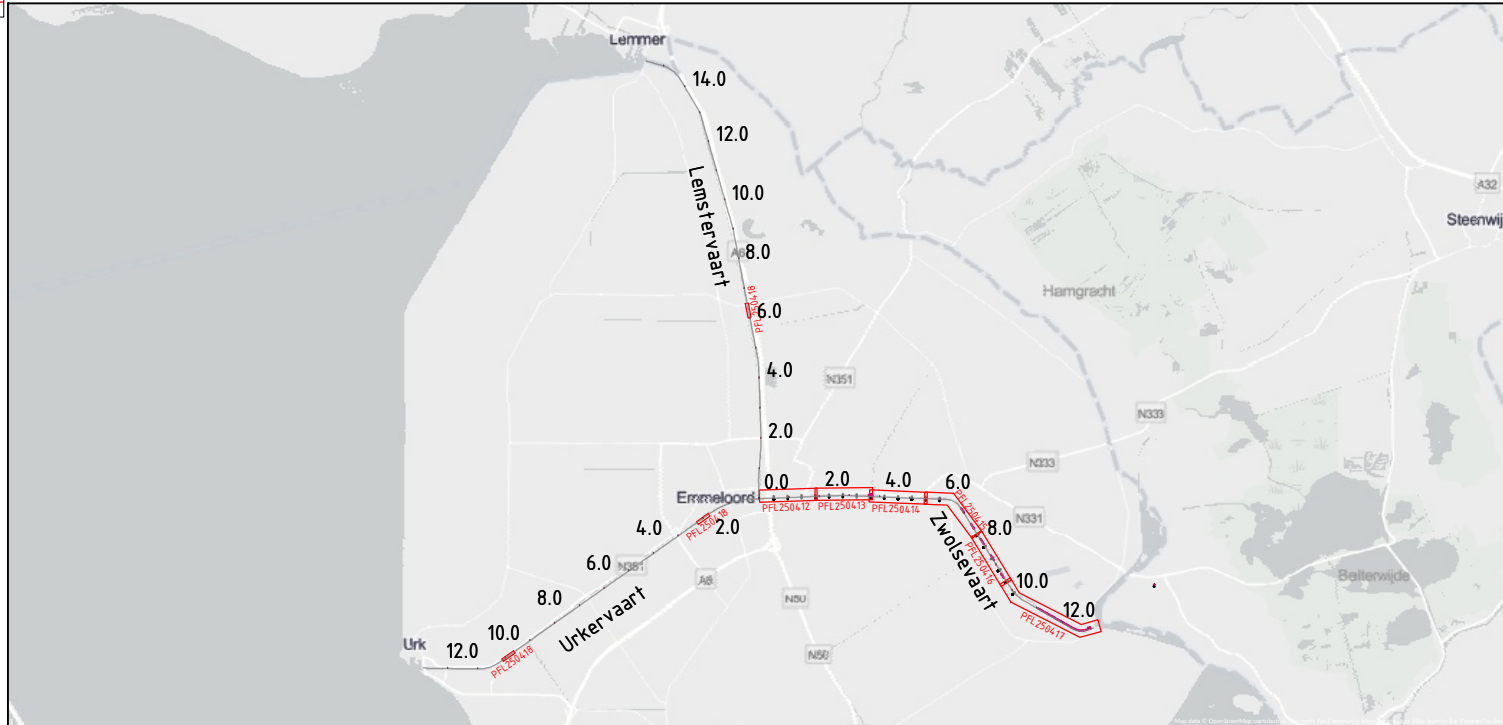 Lemmer
14.0
12.0
Lemstervaart
10.0
A32
Steenwij
A6
8.0
Hamgracht
PFL250418
6.0
4.0
N351
N333
2.0
Emmeloord
0.0
2.0
4.0
6.0
N333
PFL250412
PFL250413
PFL250414
PFL250415
N331
PFL250418
2.0
4.0
8.0
Zwolsevaart
PFL250416
N351
6.0
A6
10.0
Belterwijde
8.0
Urkervaart
N50
12.0
PFL250417
Urk
12.0
10.0
PFL250418
N50